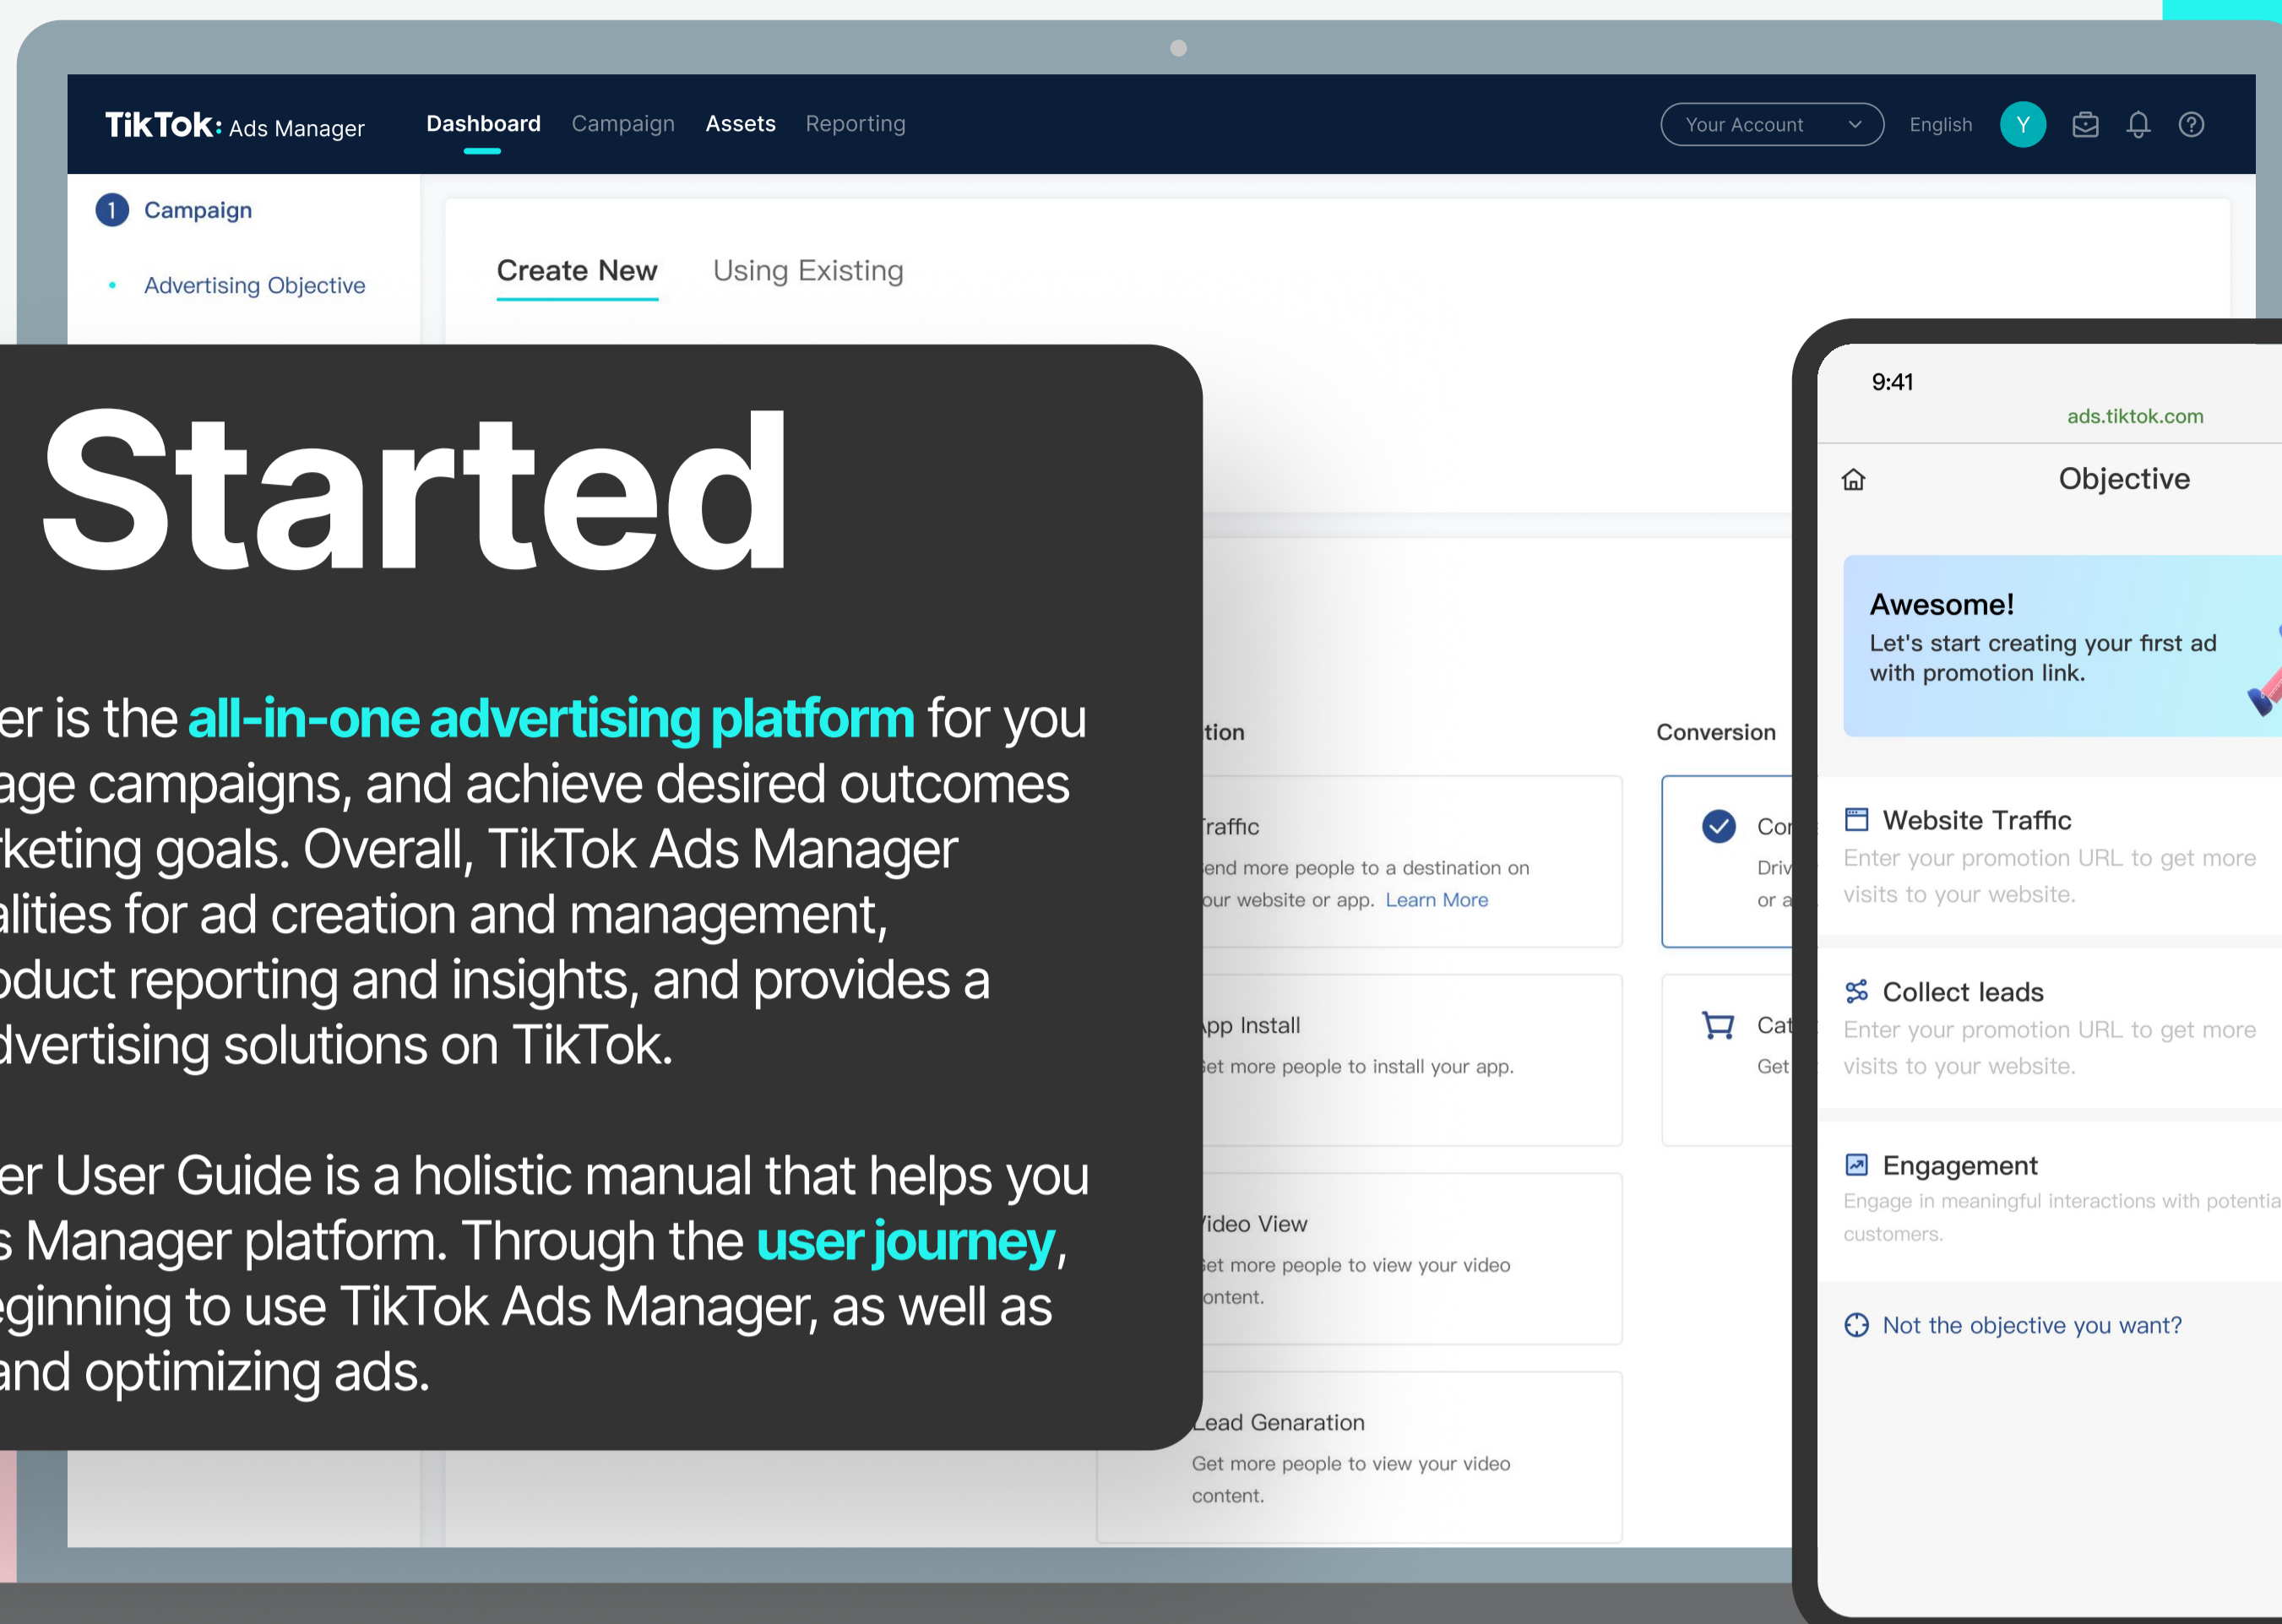 TikTok: Ads Manager Dashboard Campaign Assets Reporting Your Account English Y
1 Campaign
Advertising Objective
Create New Using Existing
Started
er is the all-in-one advertising platform for you
age campaigns, and achieve desired outcomes
keting goals. Overall, TikTok Ads Manager
alities for ad creation and management,
oduct reporting and insights, and provides a
dvertising solutions on TikTok.
er User Guide is a holistic manual that helps you
s Manager platform. Through the user journey,
eginning to use TikTok Ads Manager, as well as
and optimizing ads.
tion
raffic
end more people to a destination on
our website or app. Learn More
pp Install
et more people to install your app.
ideo View
et more people to view your video
ontent.
Lead Genaration
Get more people to view your video
content.
Conversion
Cor
Driv
or a
Cat
Get
9:41
ads.tiktok.com
Objective
Awesome!
Let's start creating your first ad
with promotion link.
Website Traffic
Enter your promotion URL to get more
visits to your website.
Collect leads
Enter your promotion URL to get more
visits to your website.
Engagement
Engage in meaningful interactions with potentia
customers.
Not the objective you want?